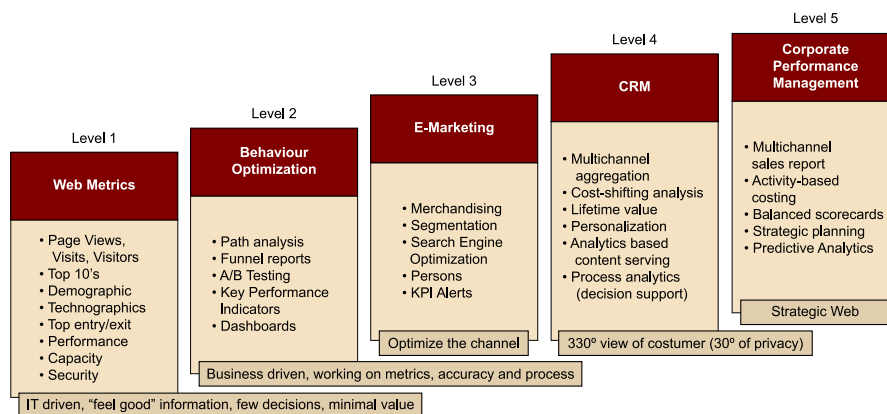 Level 1
Web Metrics
• Page Views,
Visits, Visitors
• Top 10's
• Demographic
• Technographics
• Top entry/exit
• Performance
• Capacity
• Security
IT driven, "feel good" information, few decisions, minimal value
Level 2
Behaviour
Optimization
• Path analysis
• Funnel reports
• A/B Testing
• Key Performance
Indicators
• Dashboards
Business driven, working on metrics, accuracy and process
Level 3
E-Marketing
• Merchandising
• Segmentation
• Search Engine
Optimization
• Persons
• KPI Alerts
Optimize the channel
Level 4
CRM
• Multichannel
aggregation
• Cost-shifting analysis
• Lifetime value
• Personalization
• Analytics based
content serving
• Process analytics
(decision support)
330º view of costumer (30º of privacy)
Level 5
Corporate
Performance
Management
• Multichannel
sales report
• Activity-based
costing
• Balanced scorecards
• Strategic planning
• Predictive Analytics
Strategic Web